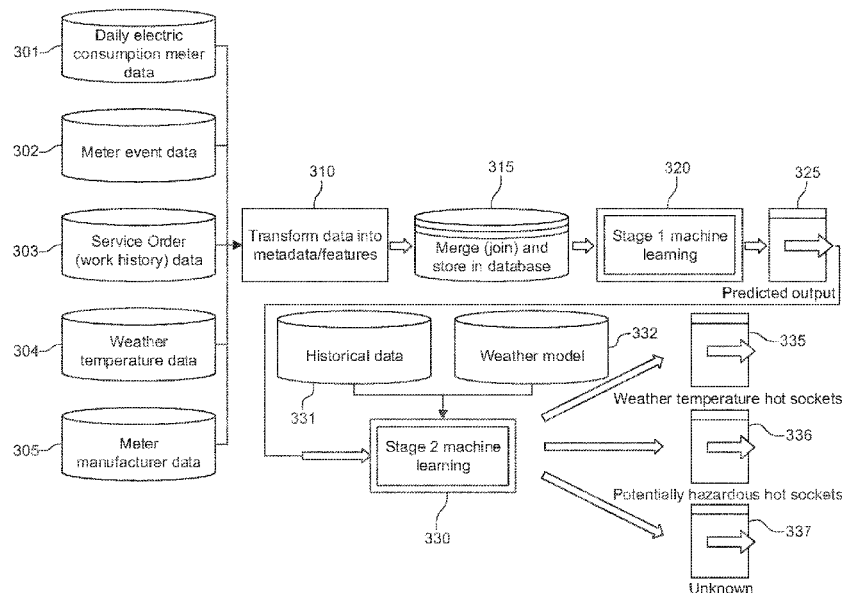 301
Daily electric
consumption meter
data
302
Meter event data
303
Service Order
(work history) data
304
Weather
temperature data
305
Meter
manufacturer data
310
Transform data into
metadata/features
315
Merge (join) and
store in database
320
Stage 1 machine
learning
325
Predicted output
Historical data
331
Weather model
332
Stage 2 machine
learning
330
335
Weather temperature hot sockets
336
Potentially hazardous hot sockets
337
Unknown